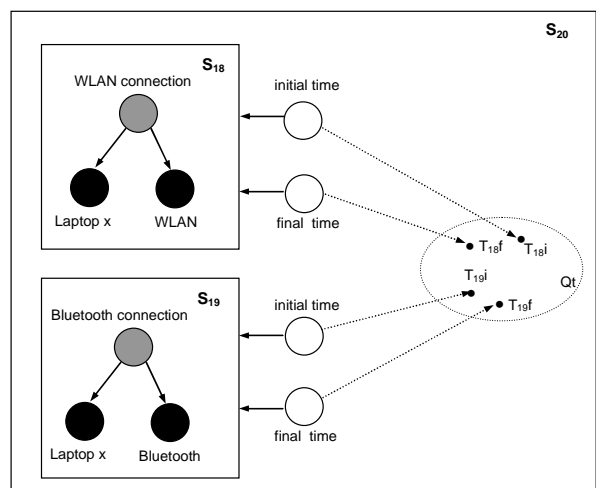 S20
S18
WLAN connection
Laptop x
WLAN
initial time
final time
T18f
T18i
T19i
Qt
T19f
S19
Bluetooth connection
Laptop x
Bluetooth
initial time
final time